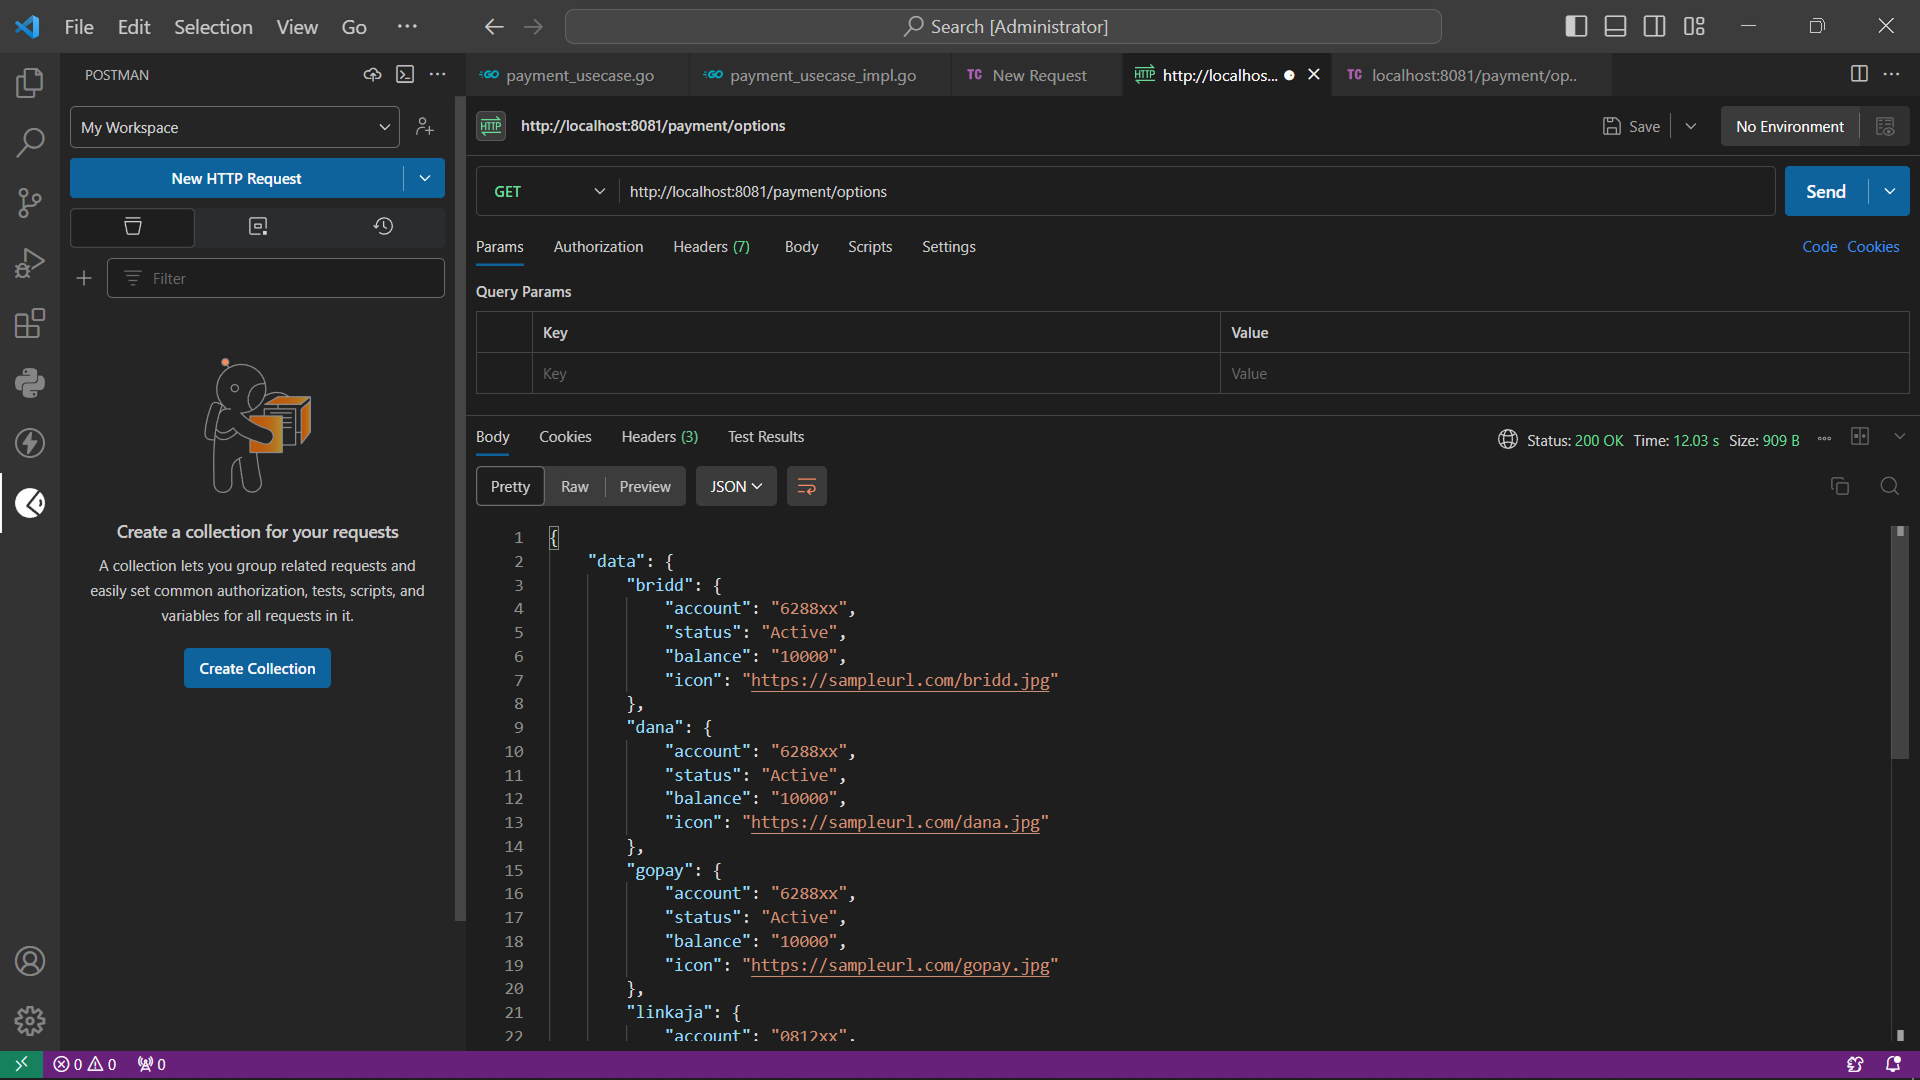 File Edit Selection View Go ··· Search [Administrator]
POSTMAN
payment_usecase.go
payment_usecase_impl.go
TC New Request
HTTP http://localhos...
TC localhost:8081/payment/op..
My Workspace
New HTTP Request
Filter
Create a collection for your requests
A collection lets you group related requests and
easily set common authorization, tests, scripts, and
variables for all requests in it.
Create Collection
HTTP http://localhost:8081/payment/options
Save
No Environment
GET http://localhost:8081/payment/options
Send
Params Authorization Headers (7) Body Scripts Settings
Code Cookies
Query Params
Key Value
Key Value
Body Cookies Headers (3) Test Results
Status: 200 OK Time: 12.03 s Size: 909 B
Pretty Raw Preview JSON
1 {
2 "data": {
3 "bridd": {
4 "account": "6288xx",
5 "status": "Active",
6 "balance": "10000",
7 "icon": "https://sampleurl.com/bridd.jpg"
8 },
9 "dana": {
10 "account": "6288xx",
11 "status": "Active",
12 "balance": "10000",
13 "icon": "https://sampleurl.com/dana.jpg"
14 },
15 "gopay": {
16 "account": "6288xx",
17 "status": "Active",
18 "balance": "10000",
19 "icon": "https://sampleurl.com/gopay.jpg"
20 },
21 "linkaja": {
22 "account": "0812xx",
0 0 0